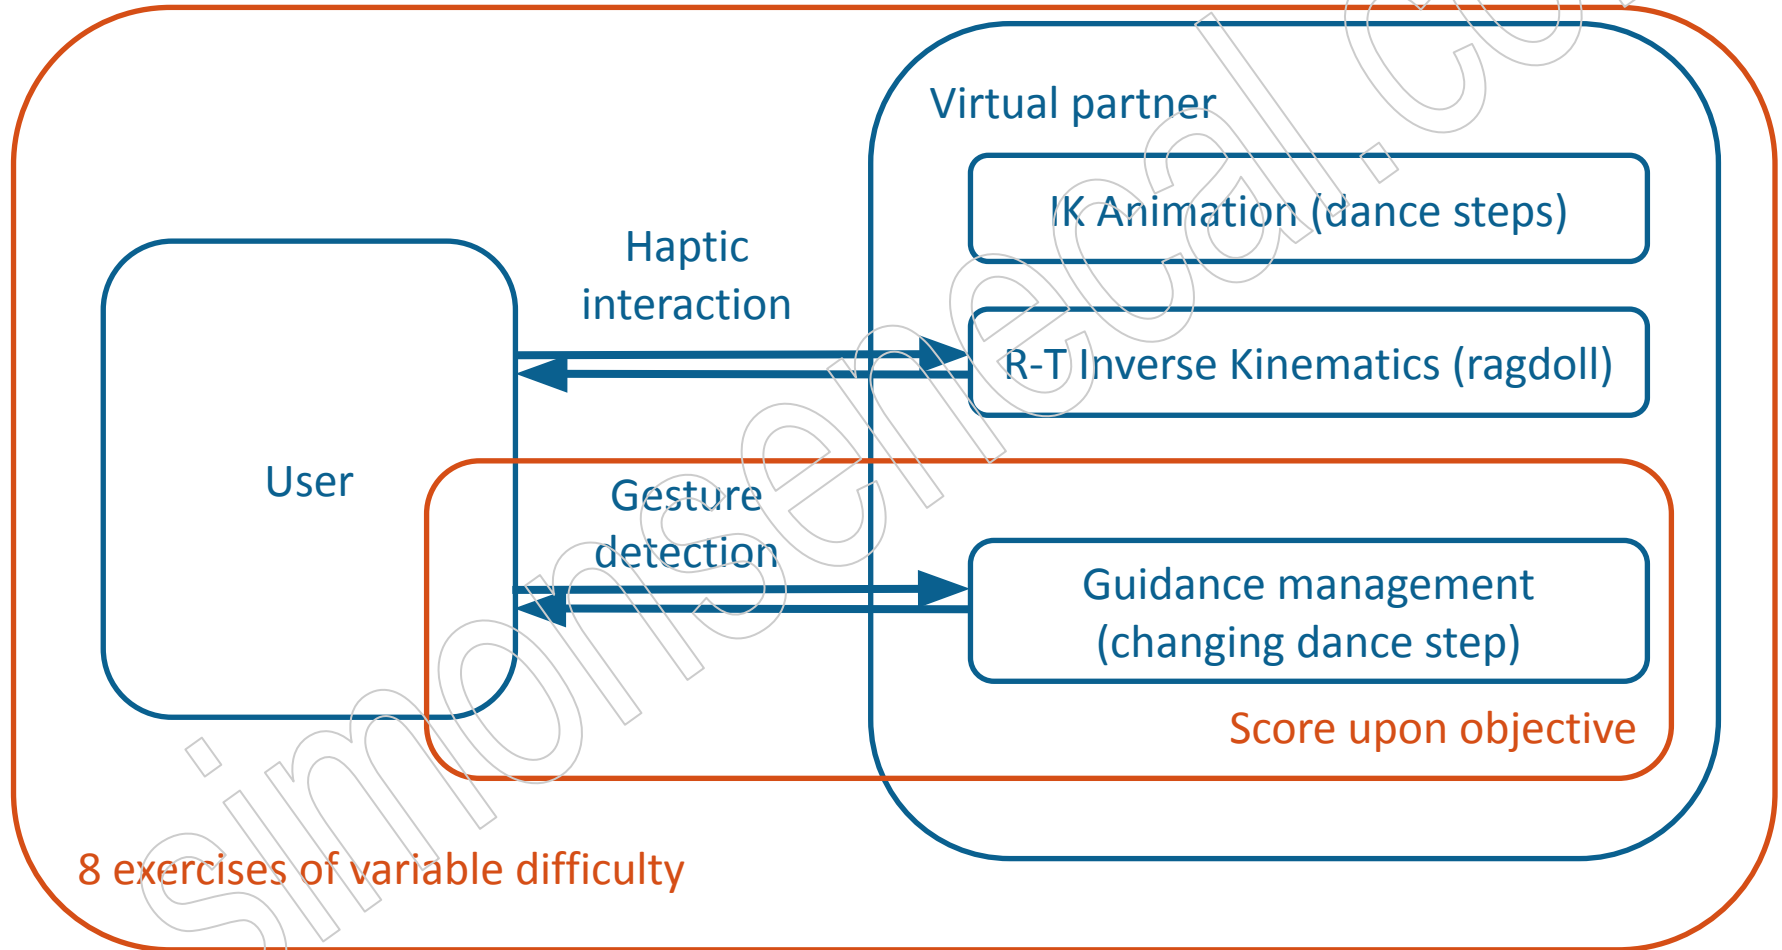 Virtual partner
IK Animation (dance steps)
Haptic
interaction
R-T Inverse Kinematics (ragdoll)
User
Gesture
detection
Guidance management
(changing dance step)
Score upon objective
8 exercises of variable difficulty
simonsenecal.com